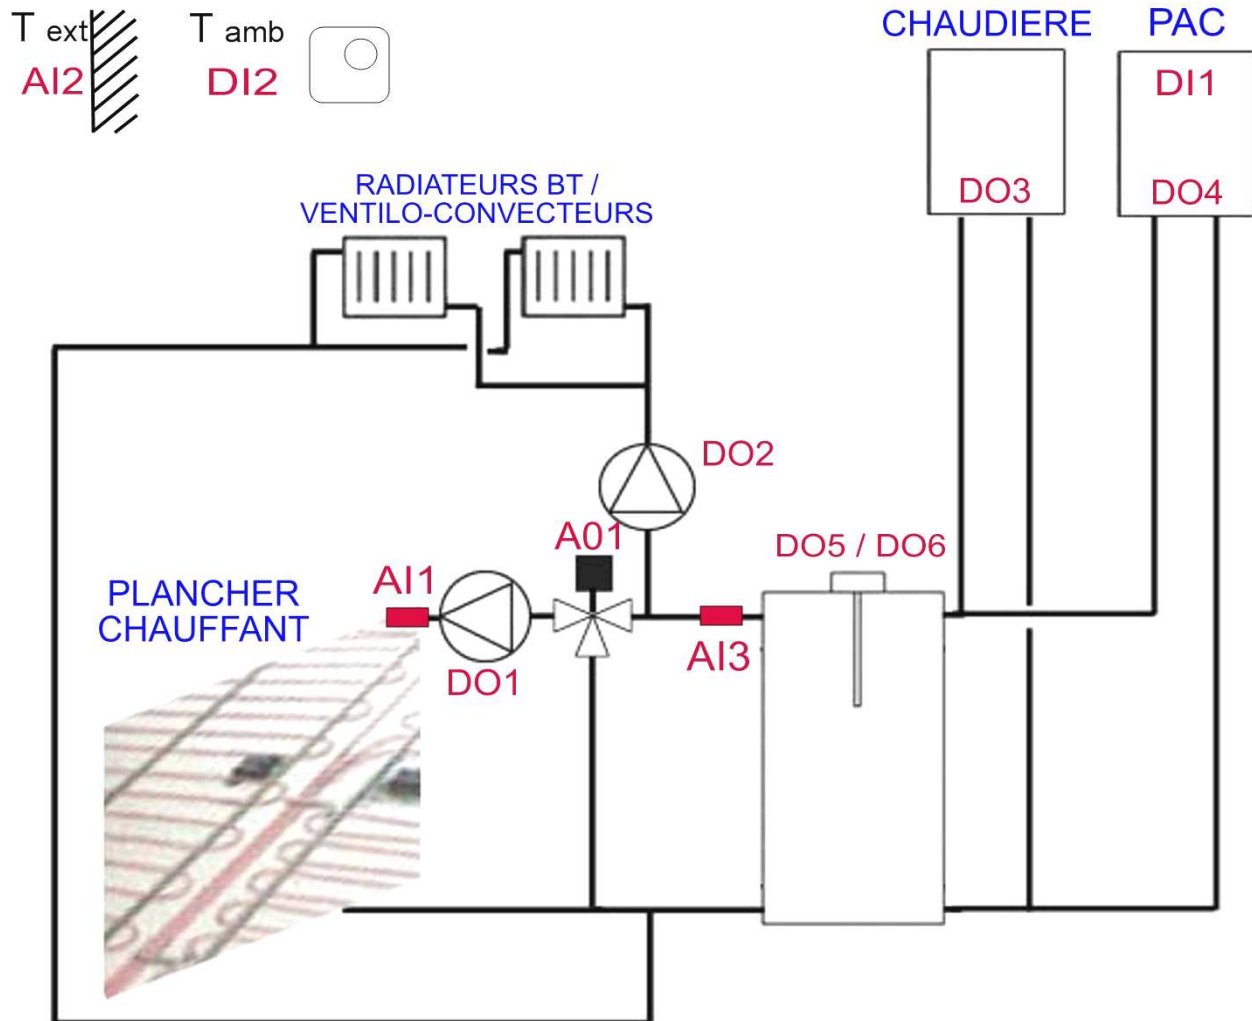 T ext
AI2
T amb
DI2
CHAUDIERE
PAC
DI1
DO3
DO4
RADIATEURS BT /
VENTILO-CONVECTEURS
DO2
A01
DO5 / DO6
AI1
PLANCHER
CHAUFFANT
AI3
DO1